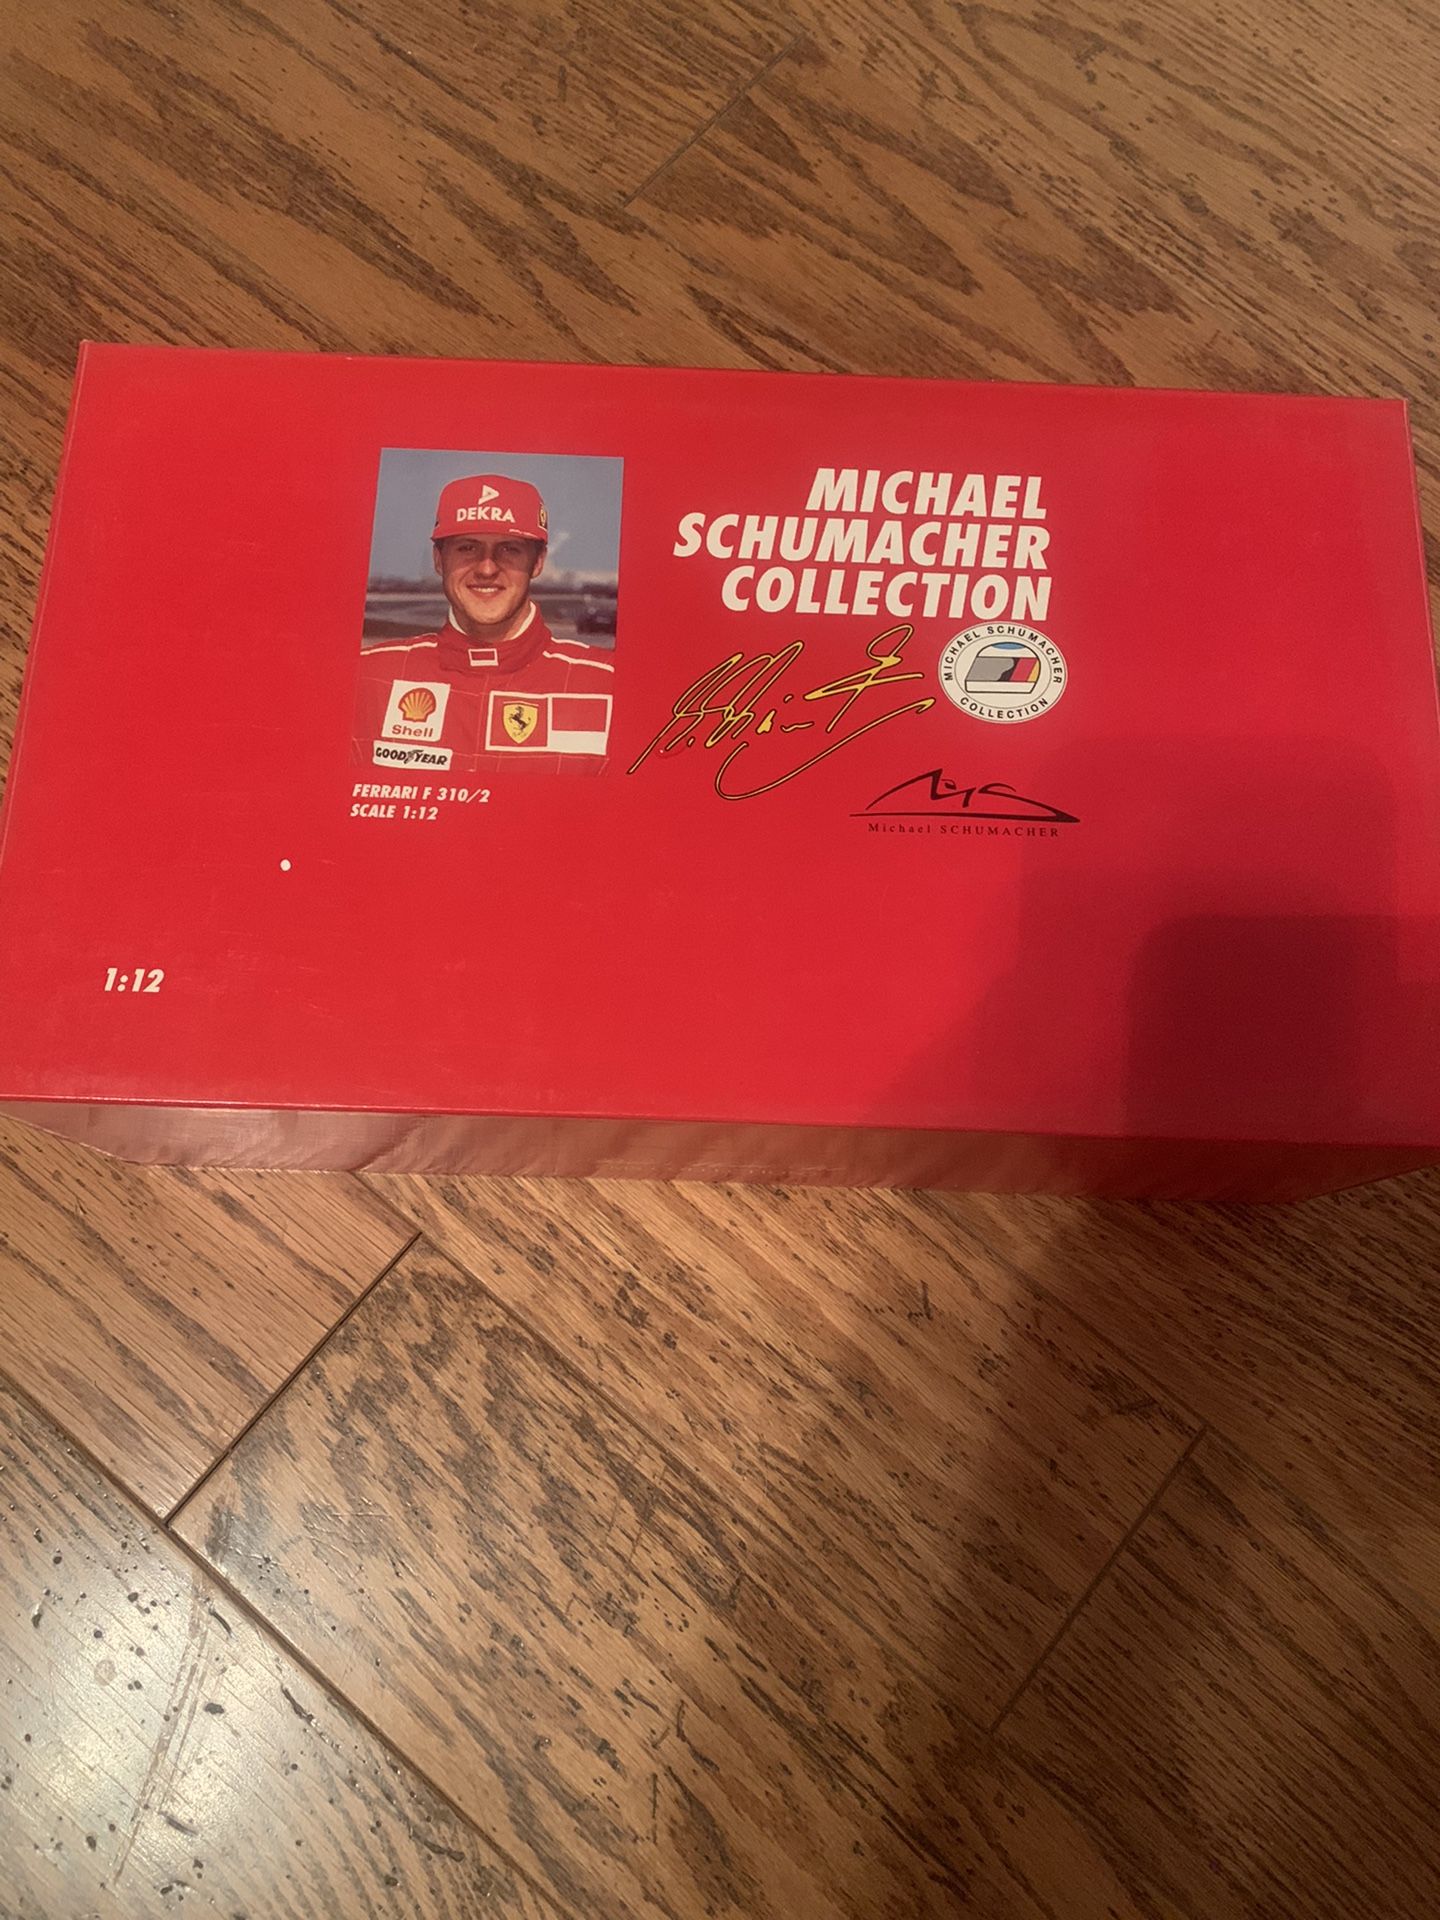 MICHAEL
SCHUMACHER
COLLECTION
DEKRA
Shell
GOODYEAR
MICHAEL SCHUMACHER
COLLECTION
Michael SCHUMACHER
FERRARI F 310/2
SCALE 1:12
1:12